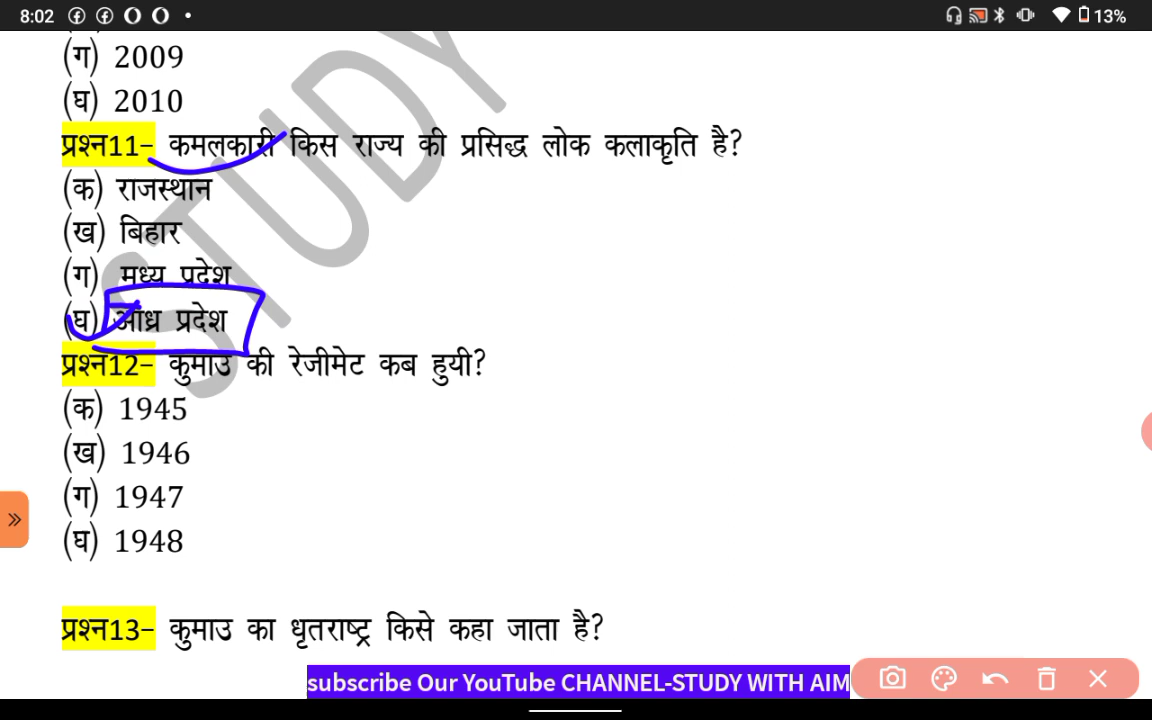 8:02
13%
(ग) 2009
(घ) 2010
प्रश्न11- कमलकारी किस राज्य की प्रसिद्ध लोक कलाकृति है?
(क) राजस्थान
(ख) बिहार
(ग) मध्य प्रदेश
(घ) आंध्र प्रदेश
प्रश्न12- कुमाउ की रेजीमेट कब हुयी?
(क) 1945
(ख) 1946
(ग) 1947
(घ) 1948
प्रश्न13- कुमाउ का धृतराष्ट्र किसे कहा जाता है?
subscribe Our YouTube CHANNEL-STUDY WITH AIM
STUDY